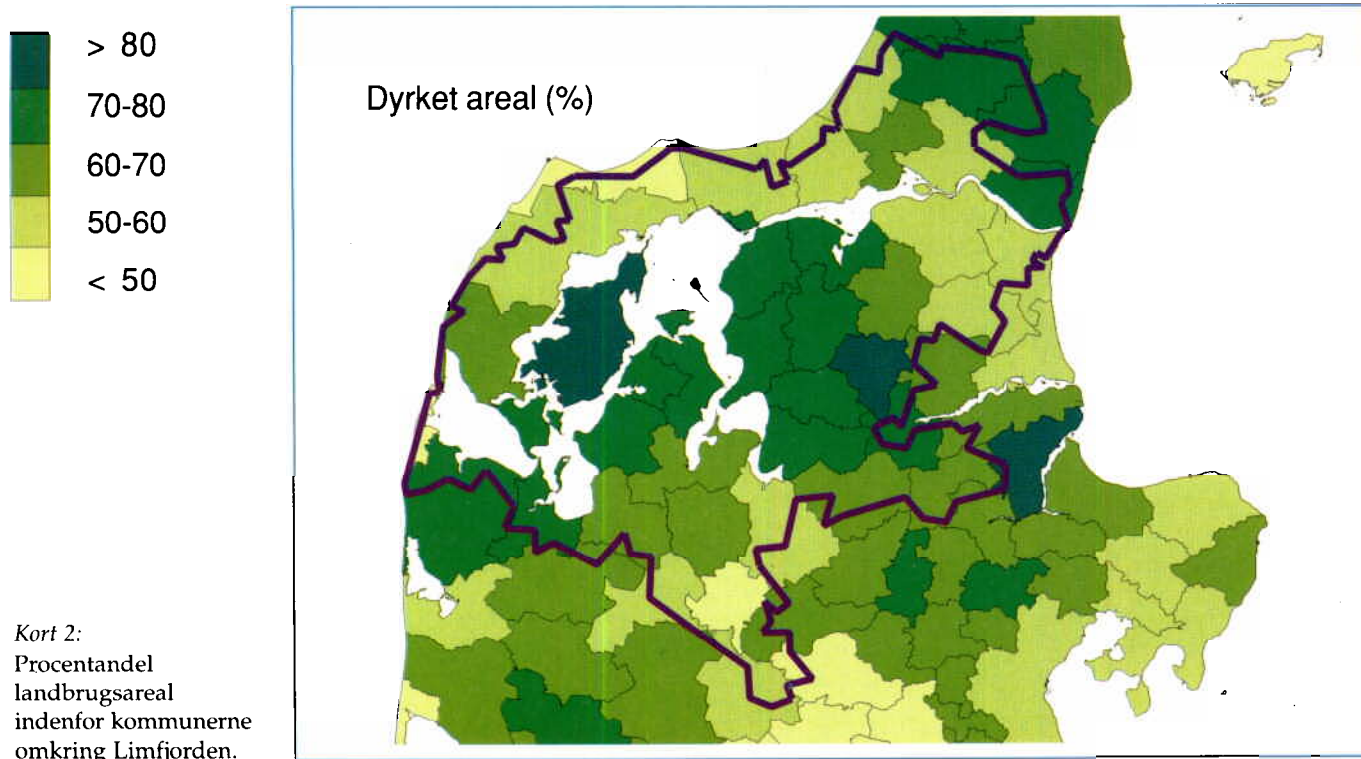 > 80
70-80
60-70
50-60
< 50
Dyrket areal (%)
Kort 2:
Procentandel
landbrugsareal
indenfor kommunerne
omkring Limfjorden.